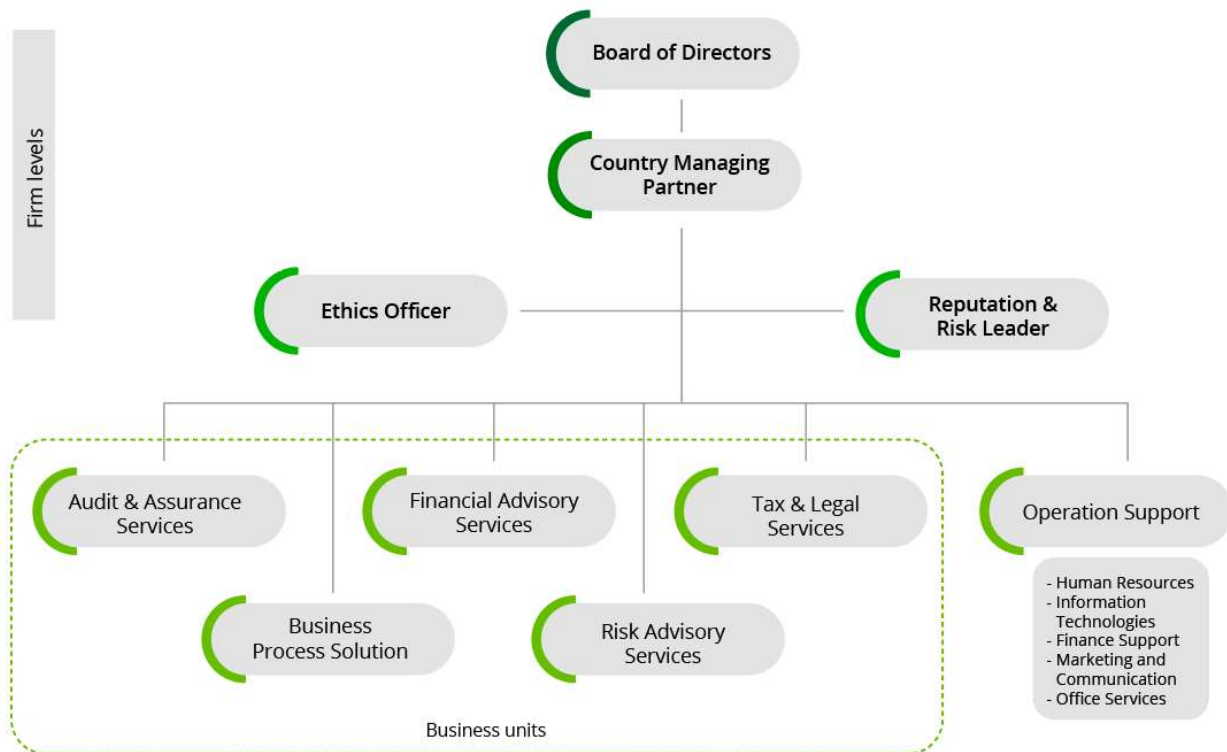 Firm levels
Board of Directors
Country Managing
Partner
Ethics Officer
Reputation &
Risk Leader
Audit & Assurance
Services
Financial Advisory
Services
Tax & Legal
Services
Operation Support
Business
Process Solution
Risk Advisory
Services
- Human Resources
- Information
Technologies
- Finance Support
- Marketing and
Communication
- Office Services
Business units